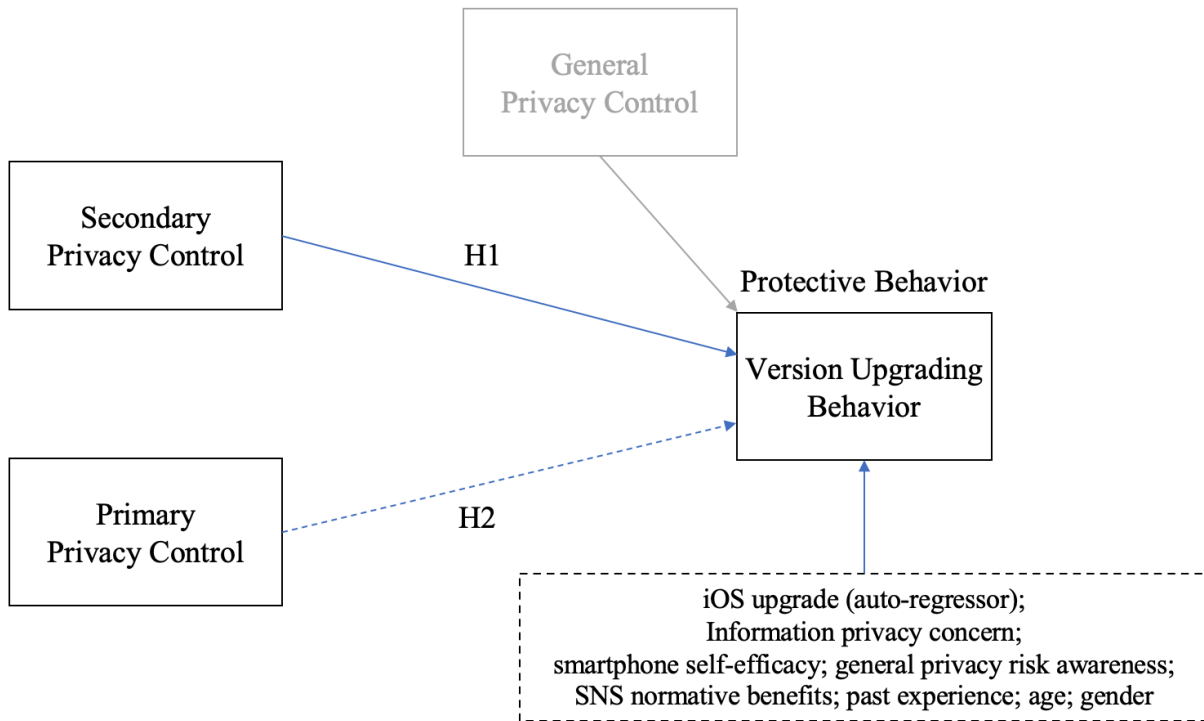 General
Privacy Control
Secondary
Privacy Control
H1
Protective Behavior
Version Upgrading
Behavior
Primary
Privacy Control
H2
iOS upgrade (auto-regressor);
Information privacy concern;
smartphone self-efficacy; general privacy risk awareness;
SNS normative benefits; past experience; age; gender